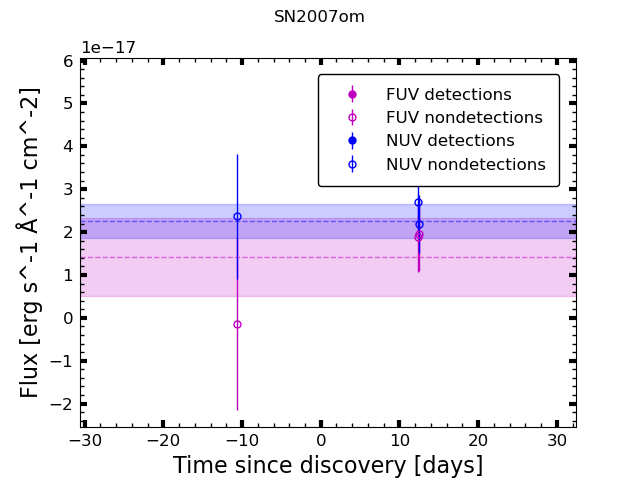 SN2007om
1e−17
6
5
4
3
2
1
0
−1
−2
Flux [erg s^-1 Å^-1 cm^-2]
FUV detections
FUV nondetections
NUV detections
NUV nondetections
−30 −20 −10 0 10 20 30
Time since discovery [days]